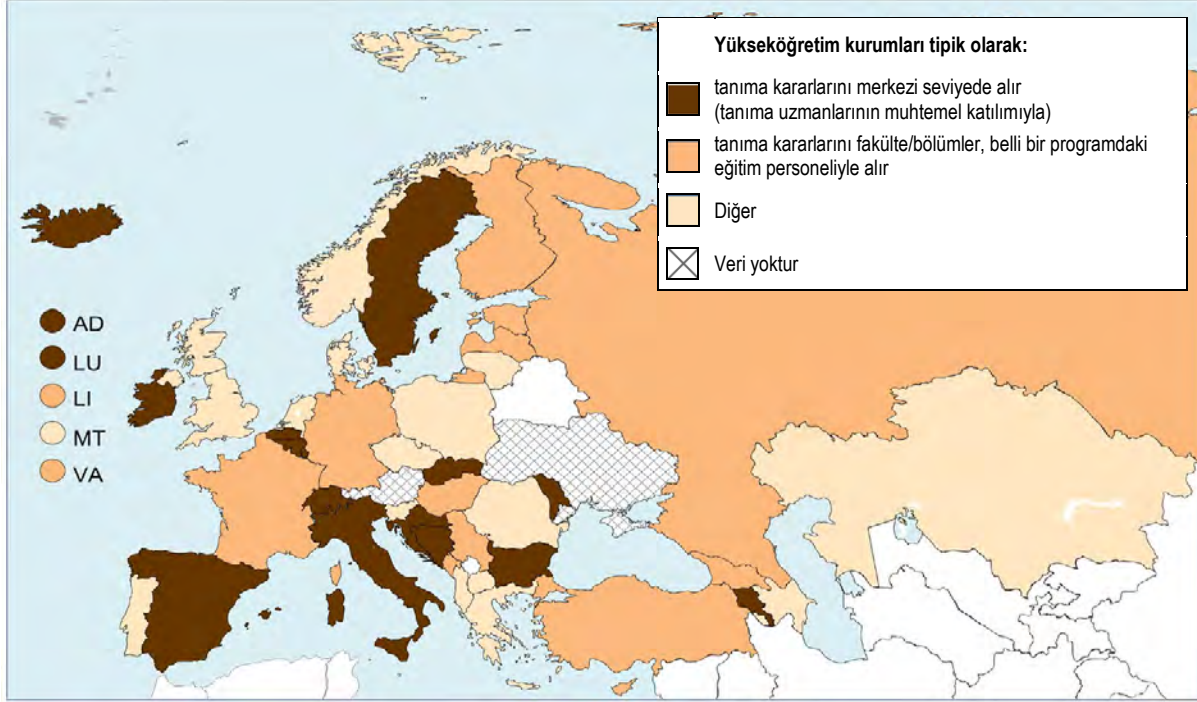 Yükseköğretim kurumları tipik olarak:
tanıma kararlarını merkezi seviyede alır
(tanıma uzmanlarının muhtemel katılımıyla)
tanıma kararlarını fakülte/bölümler, belli bir programdaki
eğitim personeliyle alır
Diğer
Veri yoktur
AD
LU
LI
MT
VA